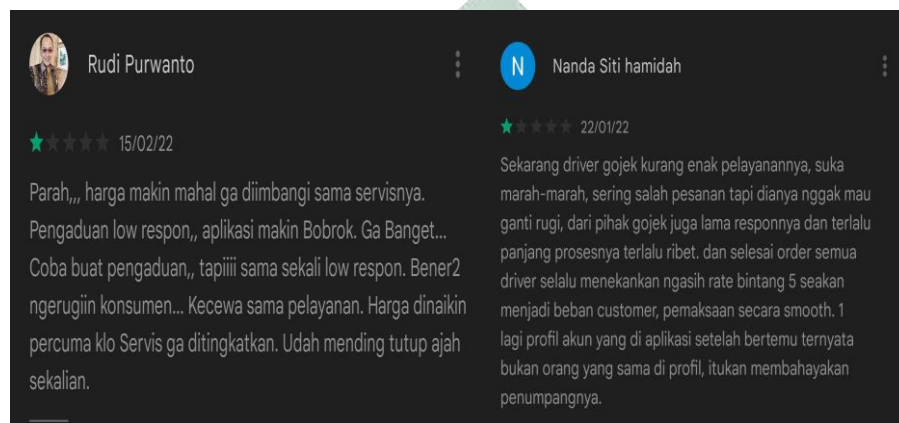 Rudi Purwanto
15/02/22
Parah,,, harga makin mahal ga diimbangi sama servisnya.
Pengaduan low respon,, aplikasi makin Bobrok. Ga Banget...
Coba buat pengaduan,, tapiiii sama sekali low respon. Bener2
ngerugiin konsumen... Kecewa sama pelayanan. Harga dinaikin
percuma klo Servis ga ditingkatkan. Udah mending tutup ajah
sekalian.
N
Nanda Siti hamidah
22/01/22
Sekarang driver gojek kurang enak pelayanannya, suka
marah-marah, sering salah pesanan tapi dianya nggak mau
ganti rugi, dari pihak gojek juga lama responnya dan terlalu
panjang prosesnya terlalu ribet. dan selesai order semua
driver selalu menekankan ngasih rate bintang 5 seakan
menjadi beban customer, pemaksaan secara smooth. 1
lagi profil akun yang di aplikasi setelah bertemu ternyata
bukan orang yang sama di profil, itukan membahayakan
penumpangnya.